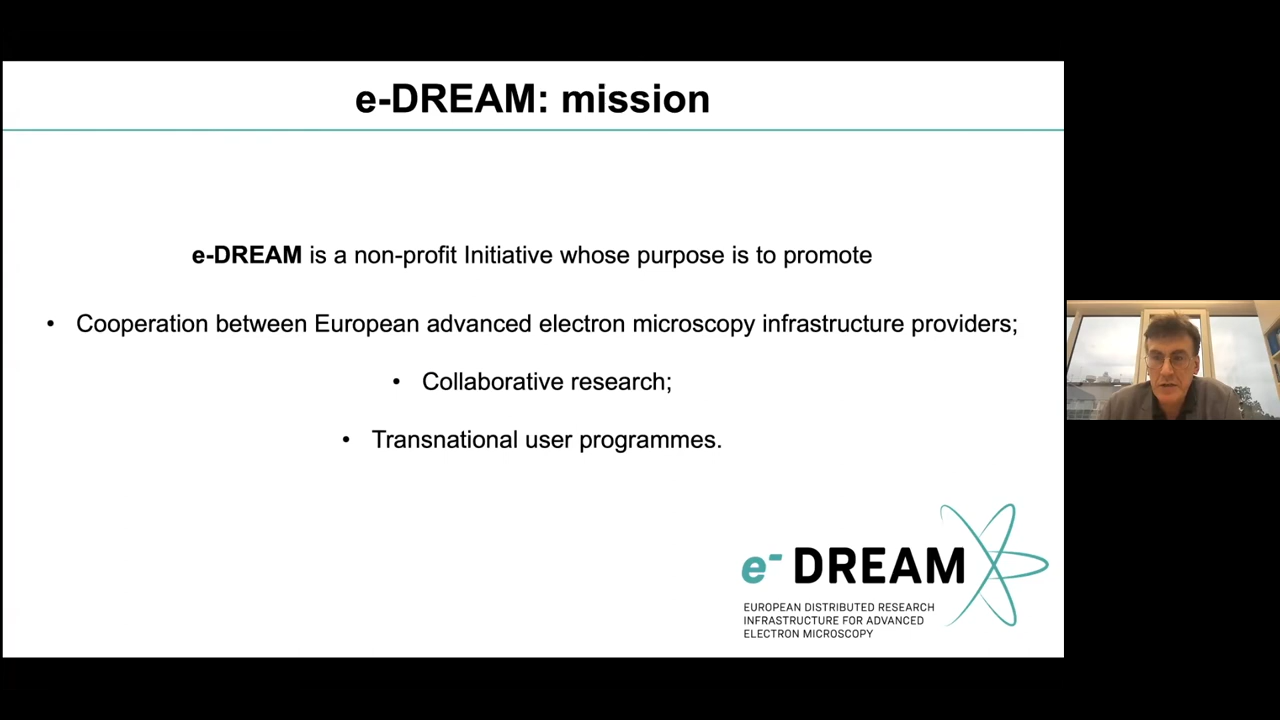 e-DREAM: mission
e-DREAM is a non-profit Initiative whose purpose is to promote
• Cooperation between European advanced electron microscopy infrastructure providers;
• Collaborative research;
• Transnational user programmes.
e- DREAM
EUROPEAN DISTRIBUTED RESEARCH
INFRASTRUCTURE FOR ADVANCED
ELECTRON MICROSCOPY